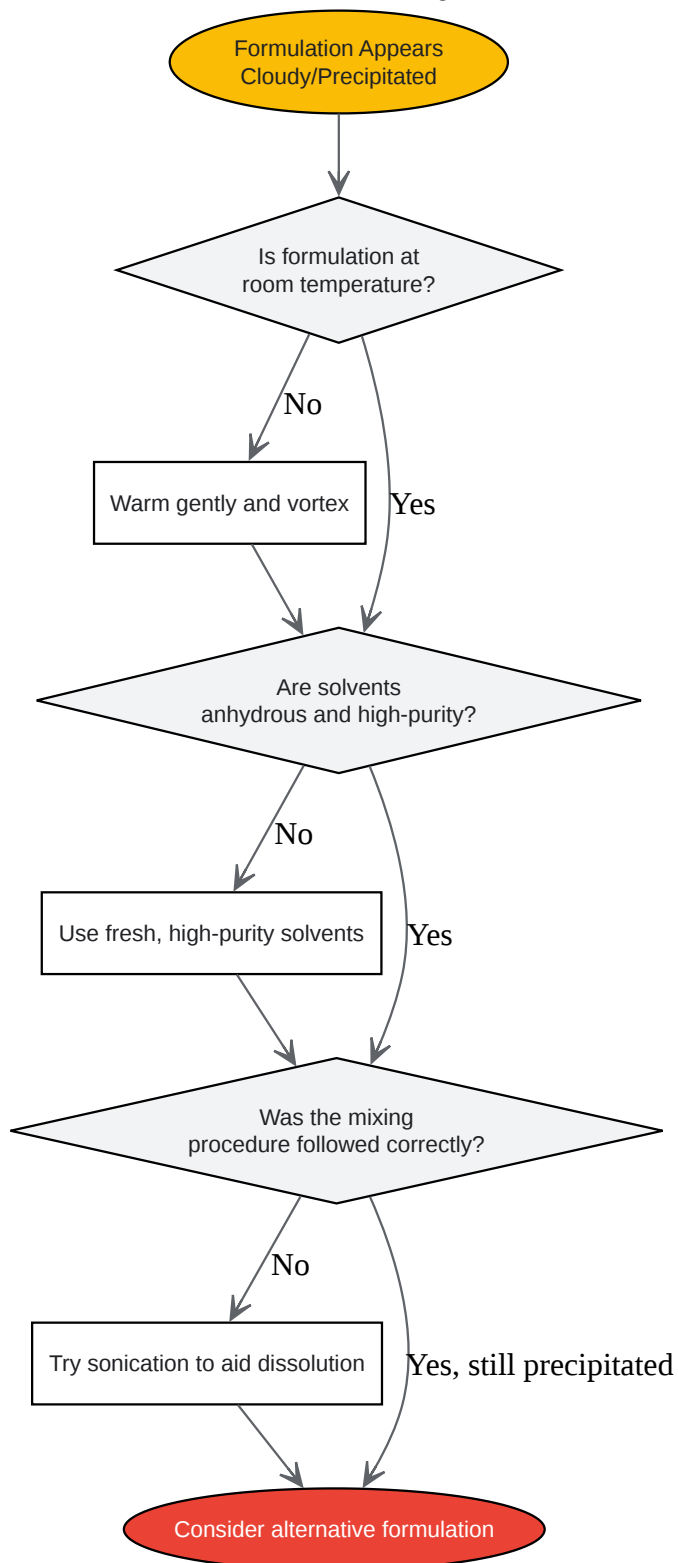 Formulation Appears
Cloudy/Precipitated
Is formulation at
room temperature?
No
Warm gently and vortex
Yes
Are solvents
anhydrous and high-purity?
No
Use fresh, high-purity solvents
Yes
Was the mixing
procedure followed correctly?
No
Try sonication to aid dissolution
Yes, still precipitated
Consider alternative formulation